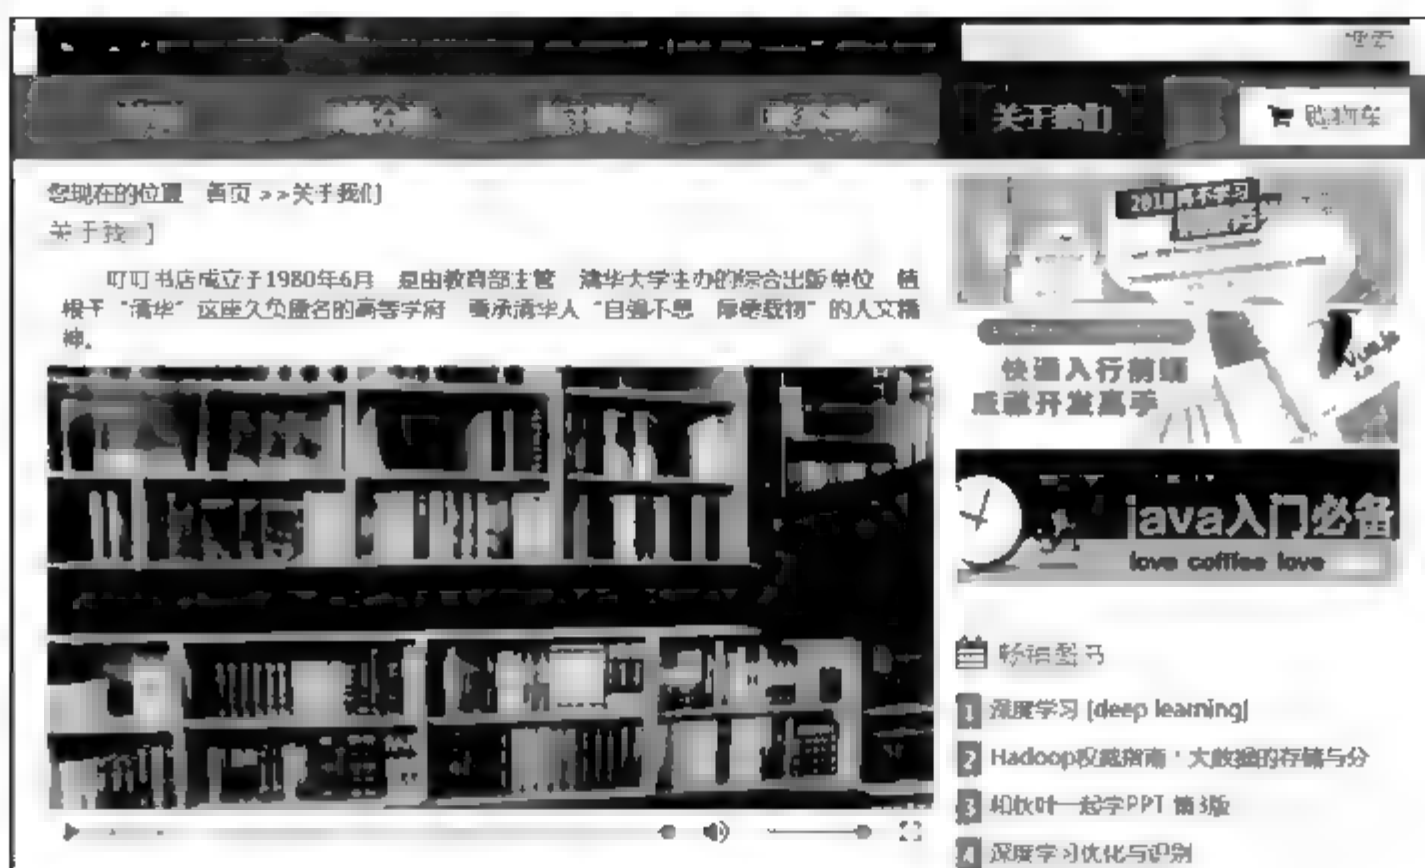 搜索
关于我们
购物车
您现在的位置 首页 >>关于我们
关于我们
叮叮书店成立于1980年6月 是由教育部主管 清华大学主办的综合出版单位 植
根于“清华”这座久负盛名的高等学府 秉承清华人“自强不息 厚德载物”的人文精
神。
快速入行前端
成就开发高手
java入门必备
love coffiee love
畅销图书
1 深度学习 [deep learning]
2 Hadoop权威指南·大数据的存储与分
3 和秋叶一起学PPT 第3版
4 深度学习优化与识别